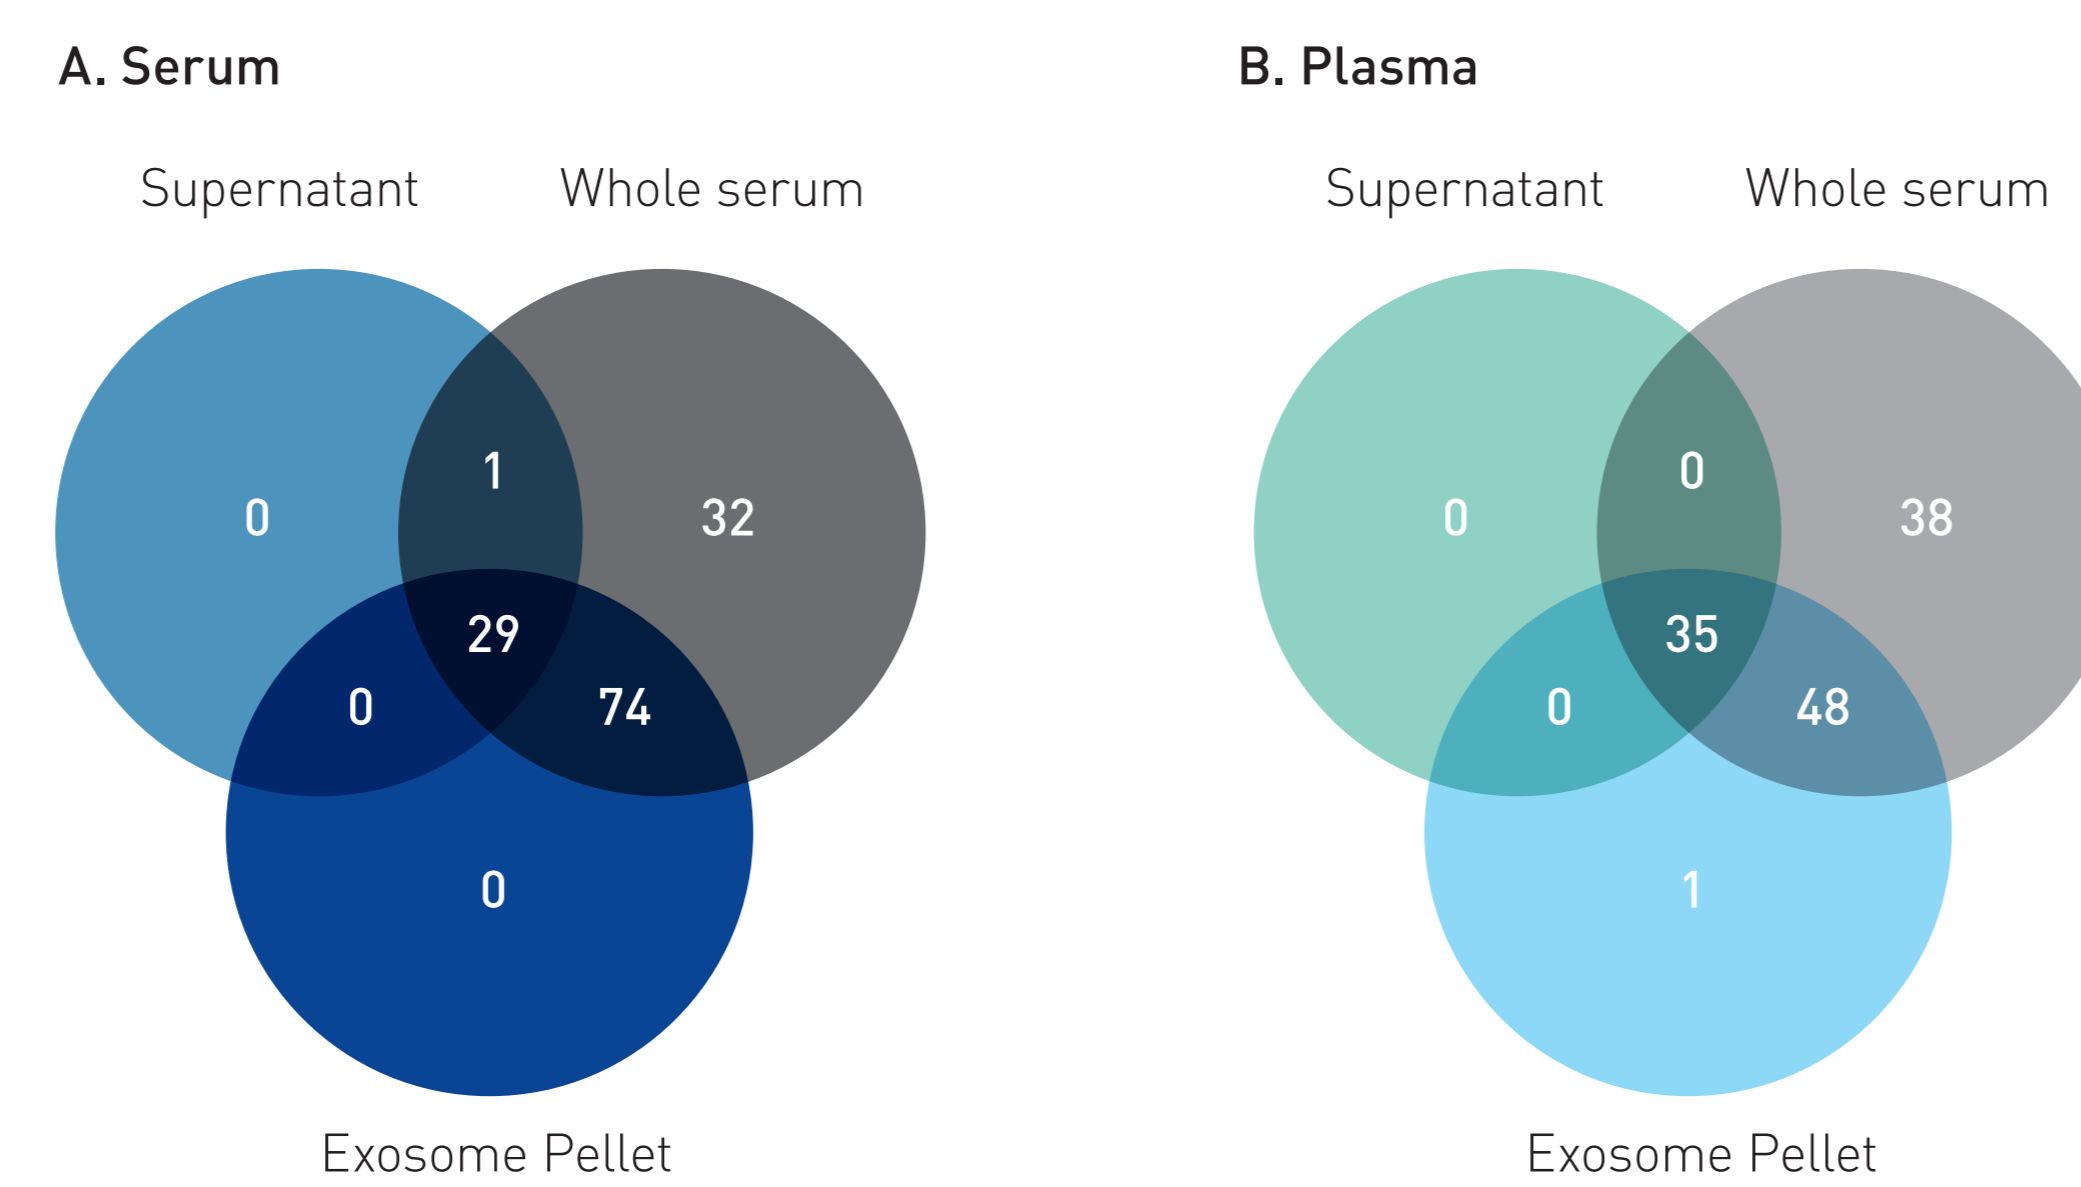 A. Serum
Supernatant
Whole serum
0
1
32
29
0
74
0
Exosome Pellet
B. Plasma
Supernatant
Whole serum
0
0
38
35
0
48
1
Exosome Pellet